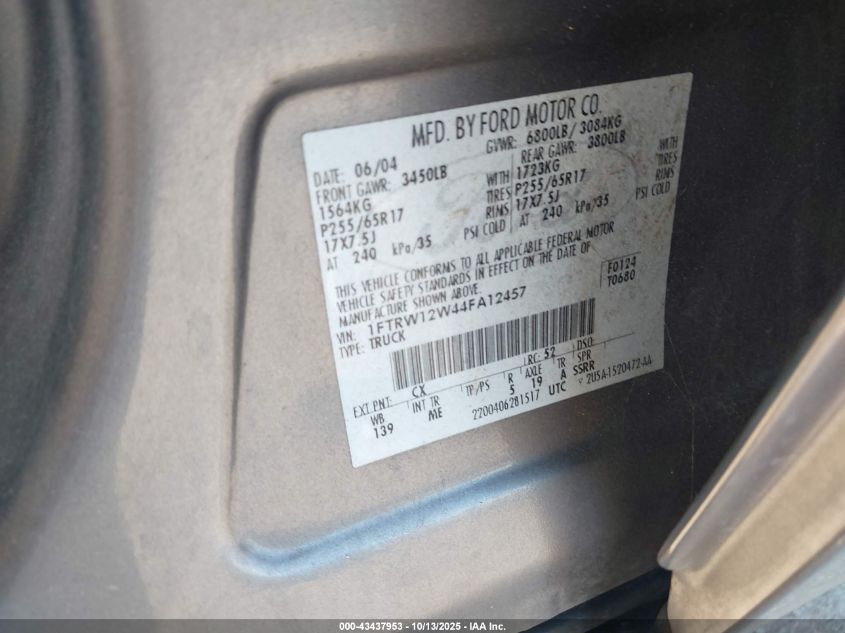 MFD. BY FORD MOTOR CO.
DATE: 06/04 GVWR: 6800LB/ 3084KG
FRONT GAWR: 3450LB REAR GAWR: 3800LB
1564KG WITH 1723KG WITH
P255/65R17 TIRES P255/65R17 TIRES
17X7.5J RIMS 17X7.5J RIMS
AT 240 kPa/35 PSI COLD AT 240 kPa/35 PSI COLD
THIS VEHICLE CONFORMS TO ALL APPLICABLE FEDERAL MOTOR
VEHICLE SAFETY STANDARDS IN EFFECT ON THE DATE OF
MANUFACTURE SHOWN ABOVE.
VIN: 1FTRW12W44FA12457 F0124
TYPE: TRUCK T0680
EXT PNT: CX RC: 52 DSO:
WB INT TR TP/PS R AXLE TR SPR
139 ME 5 19 A SSRR
2200406281517 UTC 2U5A-1520472-AA
000-43437953 - 10/13/2025 - IAA Inc.